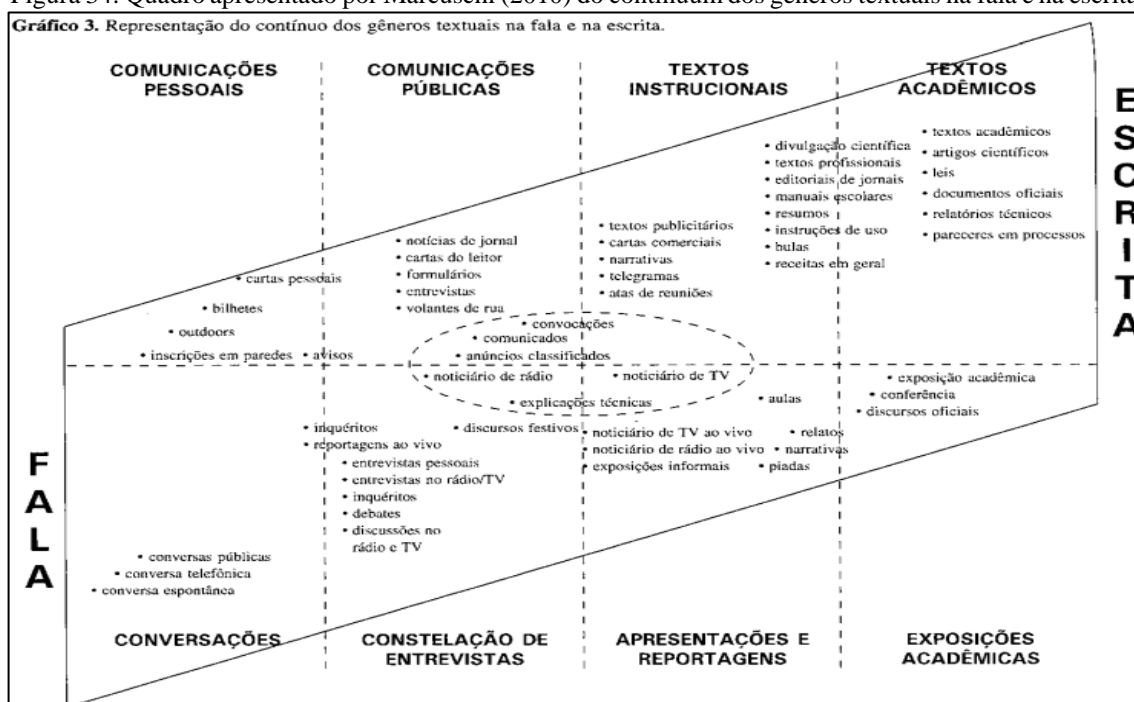 Figura 34: Quadro apresentado por Marcuschi (2010) do continuum dos gêneros textuais na fala e na escrita
Gráfico 3. Representação do contínuo dos gêneros textuais na fala e na escrita.
COMUNICAÇÕES
PESSOAIS
COMUNICAÇÕES
PÚBLICAS
TEXTOS
INSTRUCIONAIS
TEXTOS
ACADÊMICOS
ESCRITA
• cartas pessoais
• bilhetes
• outdoors
• inscrições em paredes
• avisos
• notícias de jornal
• cartas do leitor
• formulários
• entrevistas
• volantes de rua
• convocações
• comunicados
• anúncios classificados
• textos publicitários
• cartas comerciais
• narrativas
• telegramas
• atas de reuniões
• divulgação científica
• textos profissionais
• editoriais de jornais
• manuais escolares
• resumos
• instruções de uso
• bulas
• receitas em geral
• textos acadêmicos
• artigos científicos
• leis
• documentos oficiais
• relatórios técnicos
• pareceres em processos
• noticiário de rádio
• noticiário de TV
• explicações técnicas
FALA
• conversas públicas
• conversa telefônica
• conversa espontânea
• inquéritos
• reportagens ao vivo
• entrevistas pessoais
• entrevistas no rádio/TV
• inquéritos
• debates
• discussões no
rádio e TV
• discursos festivos
• noticiário de TV ao vivo
• noticiário de rádio ao vivo
• exposições informais
• aulas
• relatos
• narrativas
• piadas
• exposição acadêmica
• conferência
• discursos oficiais
CONVERSAÇÕES
CONSTELAÇÃO DE
ENTREVISTAS
APRESENTAÇÕES E
REPORTAGENS
EXPOSIÇÕES
ACADÊMICAS